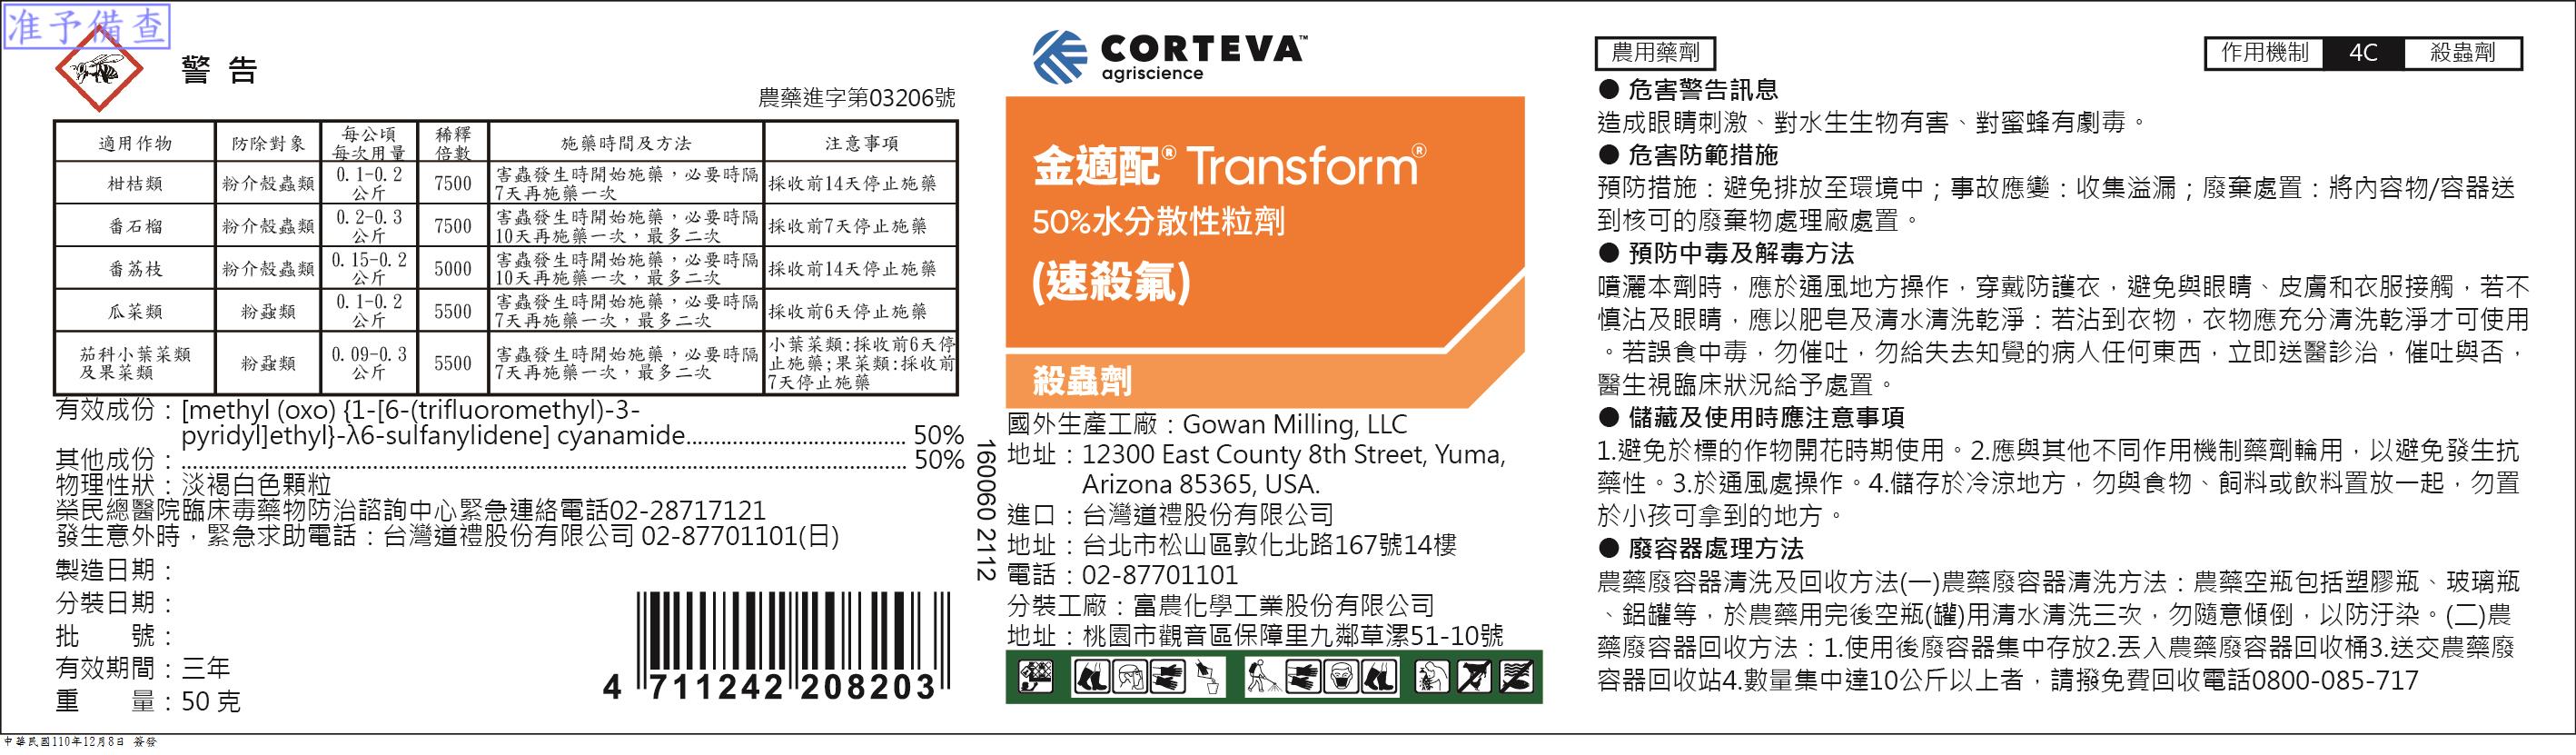 准予備查
警告
農藥進字第03206號
適用作物 防除對象 每公頃每次用量 稀釋倍數 施藥時間及方法 注意事項
柑桔類 粉介殼蟲類 0.1-0.2公斤 7500 害蟲發生時開始施藥，必要時隔7天再施藥一次 採收前14天停止施藥
番石榴 粉介殼蟲類 0.2-0.3公斤 7500 害蟲發生時開始施藥，必要時隔10天再施藥一次，最多二次 採收前7天停止施藥
番荔枝 粉介殼蟲類 0.15-0.2公斤 5000 害蟲發生時開始施藥，必要時隔10天再施藥一次，最多二次 採收前14天停止施藥
瓜菜類 粉蝨類 0.1-0.2公斤 5500 害蟲發生時開始施藥，必要時隔7天再施藥一次，最多二次 採收前6天停止施藥
茄科小葉菜類及果菜類 粉蝨類 0.09-0.3公斤 5500 害蟲發生時開始施藥，必要時隔7天再施藥一次，最多二次 小葉菜類:採收前6天停止施藥;果菜類:採收前7天停止施藥
有效成份：[methyl (oxo) {1-[6-(trifluoromethyl)-3-
pyridyl]ethyl}-λ6-sulfanylidene] cyanamide.................................... 50%
其他成份：........................................................................ 50%
物理性狀：淡褐白色顆粒
榮民總醫院臨床毒藥物防治諮詢中心緊急連絡電話02-28717121
發生意外時，緊急求助電話：台灣道禮股份有限公司 02-87701101(日)
製造日期：
分裝日期：
批　　號：
有效期間：三年
重　　量：50 克
4 711242 208203
160060 2112
CORTEVA™
agriscience
金適配® Transform®
50%水分散性粒劑
(速殺氟)
殺蟲劑
國外生產工廠：Gowan Milling, LLC
地址：12300 East County 8th Street, Yuma,
Arizona 85365, USA.
進口：台灣道禮股份有限公司
地址：台北市松山區敦化北路167號14樓
電話：02-87701101
分裝工廠：富農化學工業股份有限公司
地址：桃園市觀音區保障里九鄰草漯51-10號
農用藥劑
作用機制 4C 殺蟲劑
● 危害警告訊息
造成眼睛刺激、對水生生物有害、對蜜蜂有劇毒。
● 危害防範措施
預防措施：避免排放至環境中；事故應變：收集溢漏；廢棄處置：將內容物/容器送
到核可的廢棄物處理廠處置。
● 預防中毒及解毒方法
噴灑本劑時，應於通風地方操作，穿戴防護衣，避免與眼睛、皮膚和衣服接觸，若不
慎沾及眼睛，應以肥皂及清水清洗乾淨：若沾到衣物，衣物應充分清洗乾淨才可使用
。若誤食中毒，勿催吐，勿給失去知覺的病人任何東西，立即送醫診治，催吐與否，
醫生視臨床狀況給予處置。
● 儲藏及使用時應注意事項
1.避免於標的作物開花時期使用。2.應與其他不同作用機制藥劑輪用，以避免發生抗
藥性。3.於通風處操作。4.儲存於冷涼地方，勿與食物、飼料或飲料置放一起，勿置
於小孩可拿到的地方。
● 廢容器處理方法
農藥廢容器清洗及回收方法(一)農藥廢容器清洗方法：農藥空瓶包括塑膠瓶、玻璃瓶
、鋁罐等，於農藥用完後空瓶(罐)用清水清洗三次，勿隨意傾倒，以防汙染。(二)農
藥廢容器回收方法：1.使用後廢容器集中存放2.丟入農藥廢容器回收桶3.送交農藥廢
容器回收站4.數量集中達10公斤以上者，請撥免費回收電話0800-085-717
中華民國110年12月8日 簽發